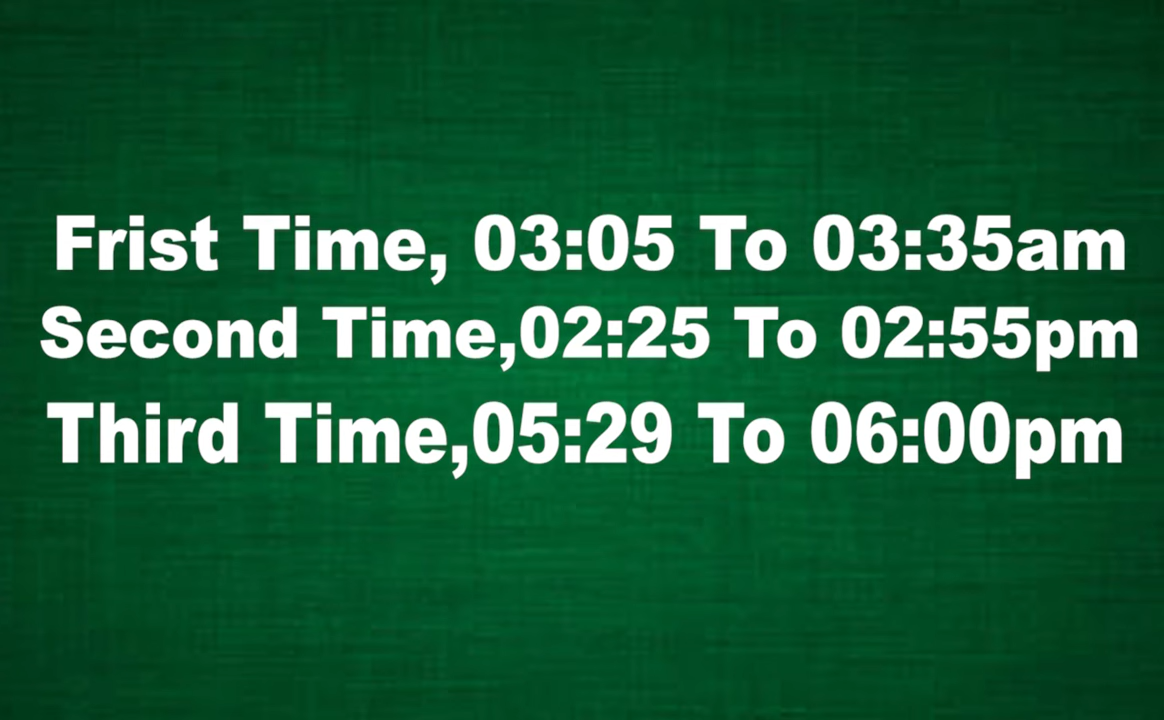 Frist Time, 03:05 To 03:35am
Second Time,02:25 To 02:55pm
Third Time,05:29 To 06:00pm